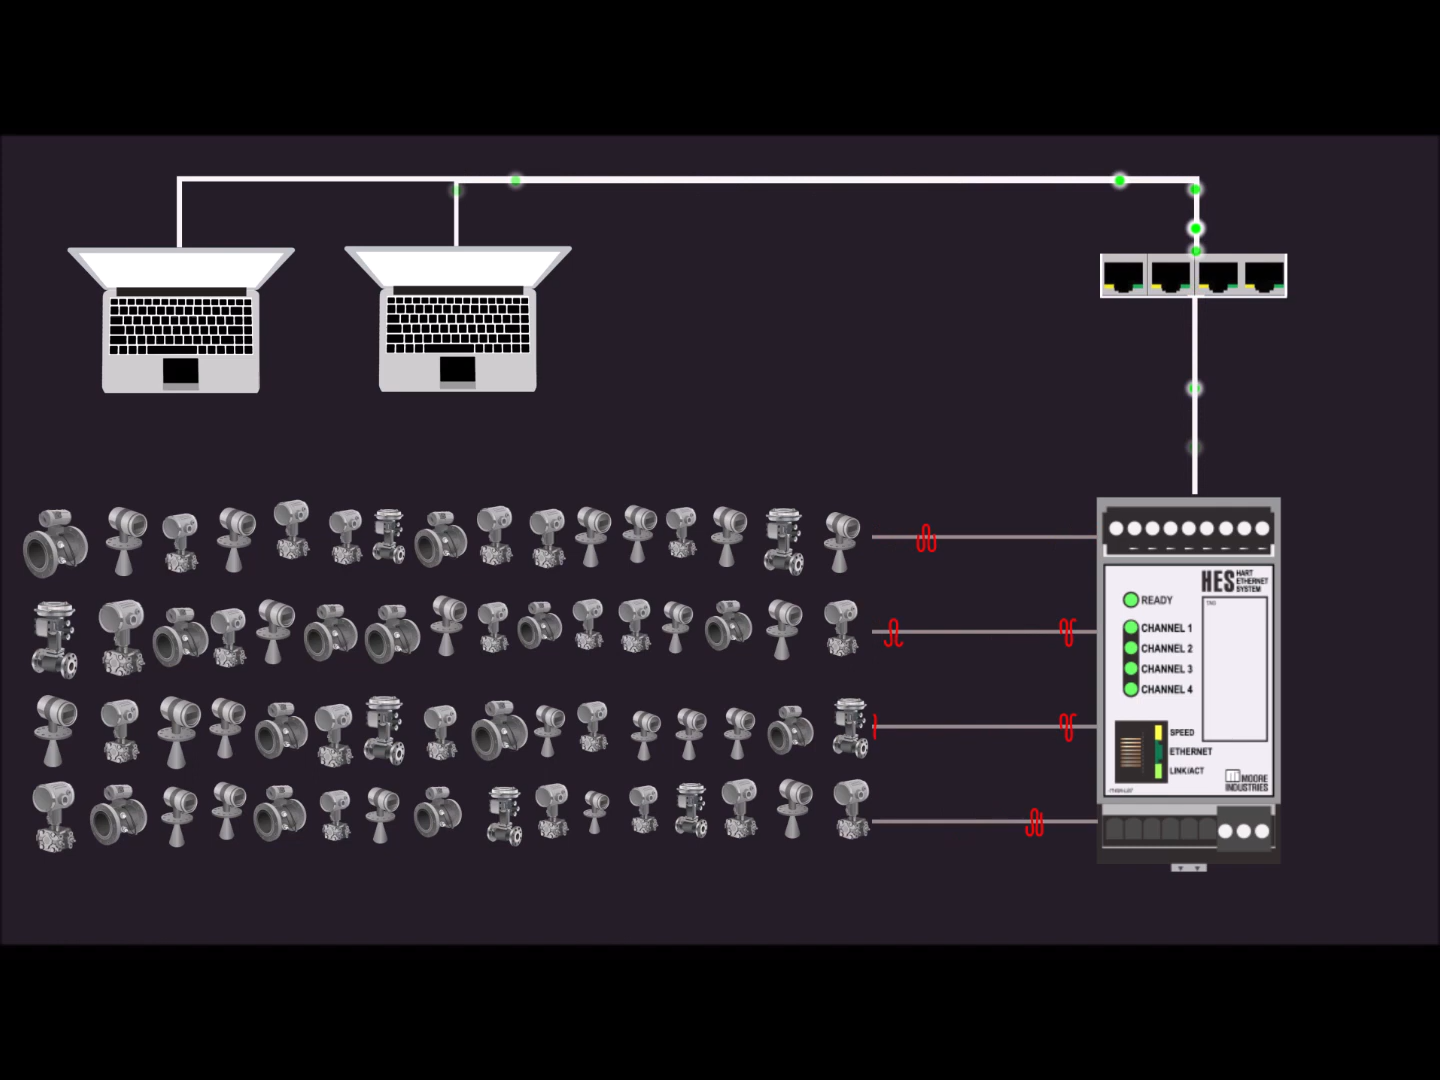 HES HART
ETHERNET
SYSTEM
READY
TAG
CHANNEL 1
CHANNEL 2
CHANNEL 3
CHANNEL 4
SPEED
ETHERNET
LINK/ACT
MOORE
INDUSTRIES